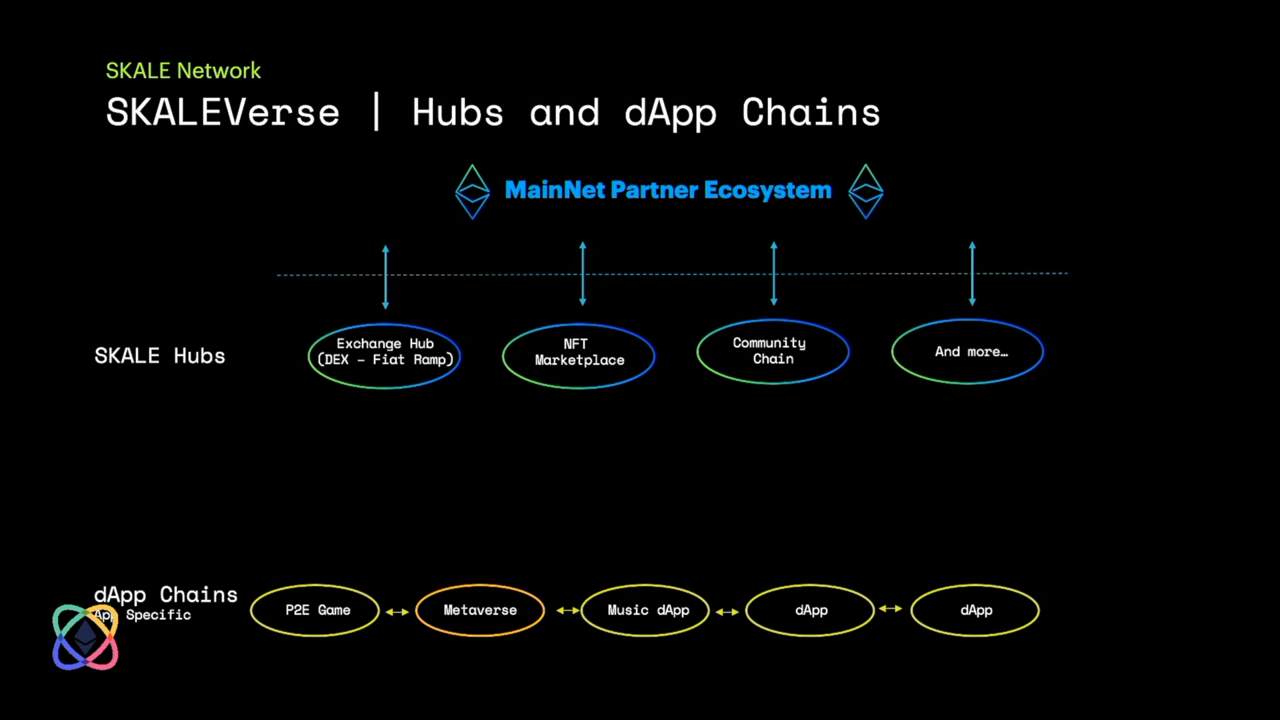 SKALE Network
SKALEVerse | Hubs and dApp Chains
MainNet Partner Ecosystem
SKALE Hubs
Exchange Hub
(DEX – Fiat Ramp)
NFT
Marketplace
Community
Chain
And more…
dApp Chains
App Specific
P2E Game
Metaverse
Music dApp
dApp
dApp